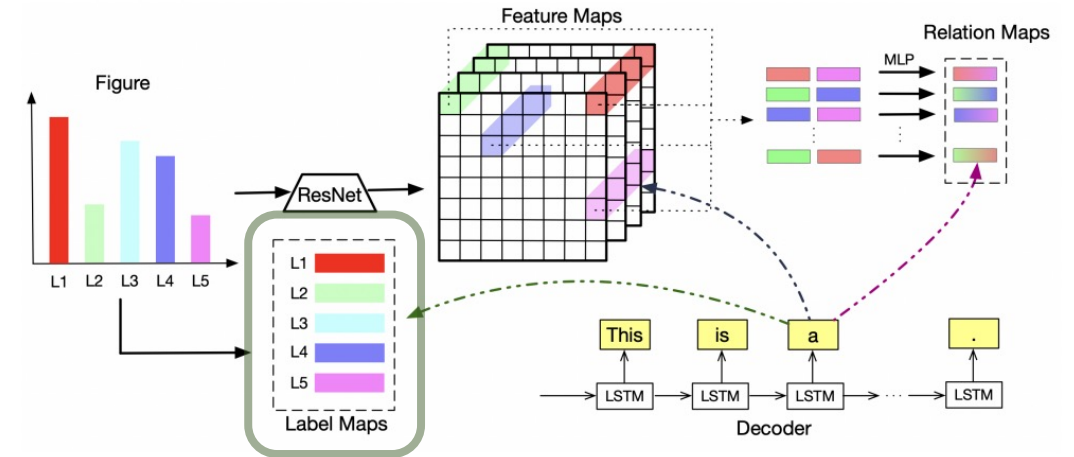 Feature Maps
Relation Maps
Figure
MLP
ResNet
L1 L2 L3 L4 L5
L1
L2
L3
L4
L5
Label Maps
This is a .
LSTM LSTM LSTM ... LSTM
Decoder